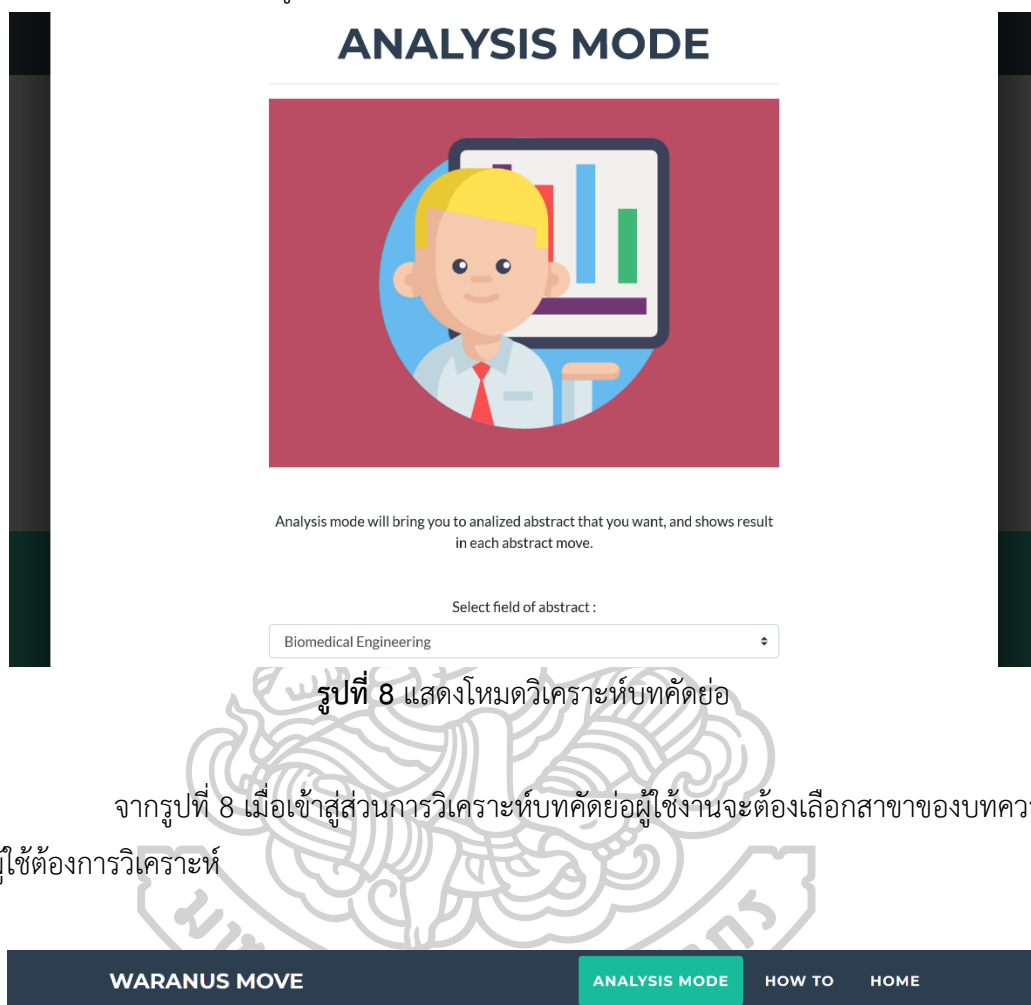 ANALYSIS MODE
Analysis mode will bring you to analized abstract that you want, and shows result
in each abstract move.
Select field of abstract :
Biomedical Engineering
รูปที่ 8 แสดงโหมดวิเคราะห์บทคัดย่อ
จากรูปที่ 8 เมื่อเข้าสู่ส่วนการวิเคราะห์บทคัดย่อผู้ใช้งานจะต้องเลือกสาขาของบทควา
ผู้ใช้ต้องการวิเคราะห์
WARANUS MOVE
ANALYSIS MODE
HOW TO
HOME